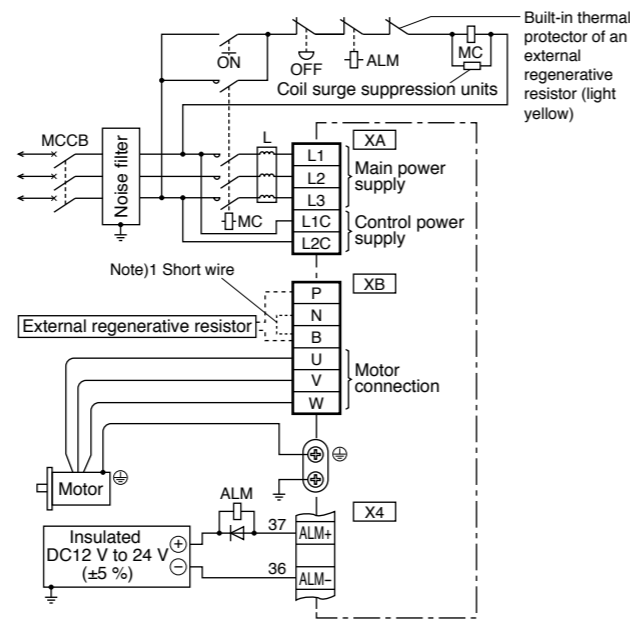 Built-in thermal
protector of an
external
regenerative
resistor (light
yellow)
ON
OFF
ALM
MC
Coil surge suppression units
MCCB
Noise filter
L
MC
XA
L1
L2
L3
L1C
L2C
Main power
supply
Control power
supply
Note)1 Short wire
XB
External regenerative resistor
P
N
B
U
V
W
Motor
connection
Motor
ALM
X4
Insulated
DC12 V to 24 V
(±5 %)
+
−
37
36
ALM+
ALM−